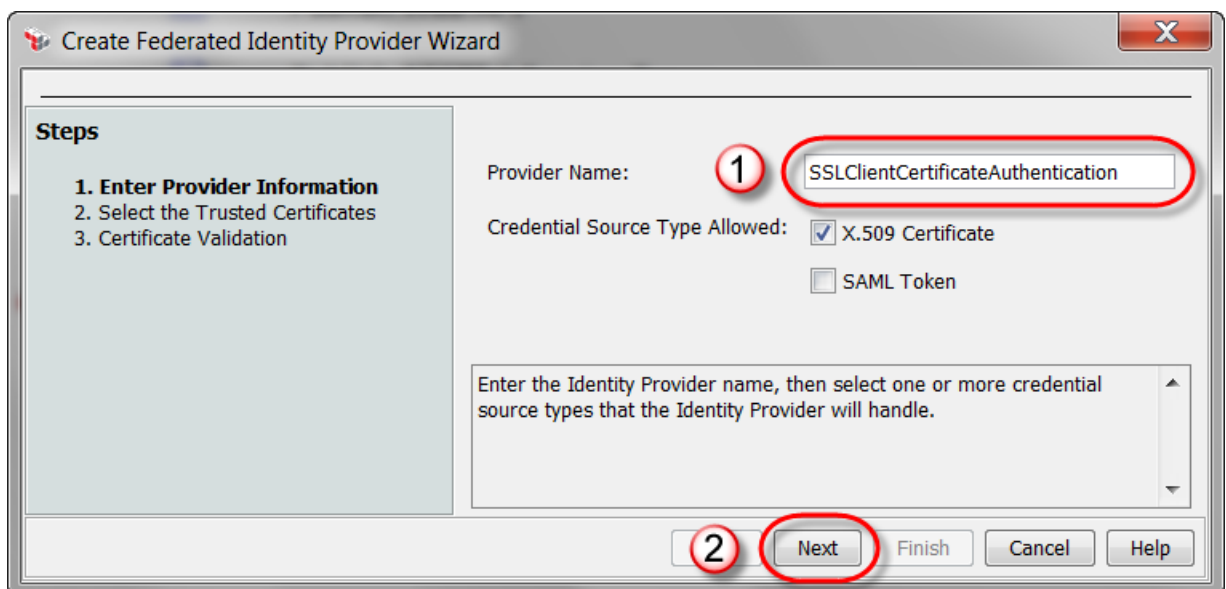 Create Federated Identity Provider Wizard
X
Steps
1. Enter Provider Information
2. Select the Trusted Certificates
3. Certificate Validation
Provider Name:
1
SSLClientCertificateAuthentication
Credential Source Type Allowed:
X.509 Certificate
SAML Token
Enter the Identity Provider name, then select one or more credential
source types that the Identity Provider will handle.
2
Next
Finish
Cancel
Help